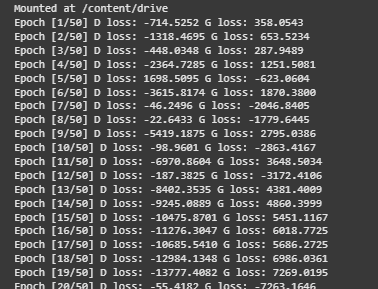 Mounted at /content/drive
Epoch [1/50] D loss: -714.5252 G loss: 358.0543
Epoch [2/50] D loss: -1318.4695 G loss: 653.5234
Epoch [3/50] D loss: -448.0348 G loss: 287.9489
Epoch [4/50] D loss: -2364.7285 G loss: 1251.5081
Epoch [5/50] D loss: 1698.5095 G loss: -623.0604
Epoch [6/50] D loss: -3615.8174 G loss: 1870.3800
Epoch [7/50] D loss: -46.2496 G loss: -2046.8405
Epoch [8/50] D loss: -22.6433 G loss: -1779.6445
Epoch [9/50] D loss: -5419.1875 G loss: 2795.0386
Epoch [10/50] D loss: -98.9601 G loss: -2863.4167
Epoch [11/50] D loss: -6970.8604 G loss: 3648.5034
Epoch [12/50] D loss: -187.3825 G loss: -3172.4106
Epoch [13/50] D loss: -8402.3535 G loss: 4381.4009
Epoch [14/50] D loss: -9245.0889 G loss: 4860.3999
Epoch [15/50] D loss: -10475.8701 G loss: 5451.1167
Epoch [16/50] D loss: -11276.3047 G loss: 6018.7725
Epoch [17/50] D loss: -10685.5410 G loss: 5686.2725
Epoch [18/50] D loss: -12984.1348 G loss: 6986.0361
Epoch [19/50] D loss: -13777.4082 G loss: 7269.0195
Epoch [20/50] D loss: -55.4182 G loss: -7263.1646